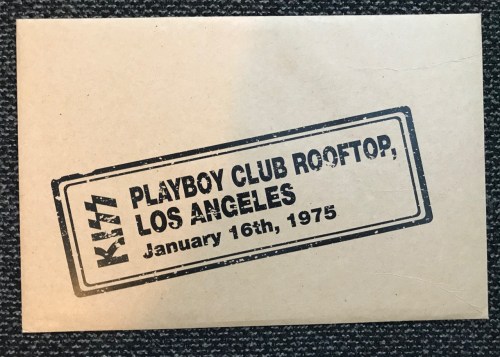 KISS
PLAYBOY CLUB ROOFTOP,
LOS ANGELES
January 16th, 1975